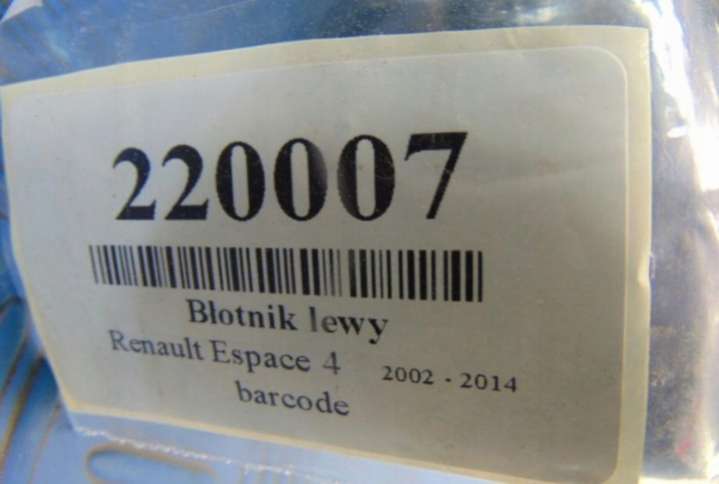 220007
Błotnik lewy
Renault Espace 4 2002 - 2014
barcode